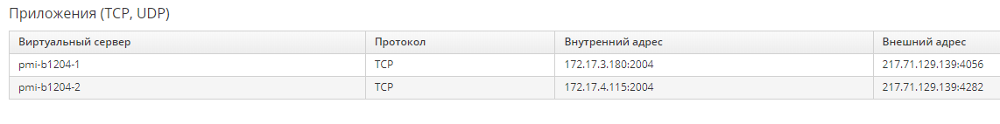 Приложения (TCP, UDP)
Виртуальный сервер Протокол Внутренний адрес Внешний адрес
pmi-b1204-1 TCP 172.17.3.180:2004 217.71.129.139:4056
pmi-b1204-2 TCP 172.17.4.115:2004 217.71.129.139:4282